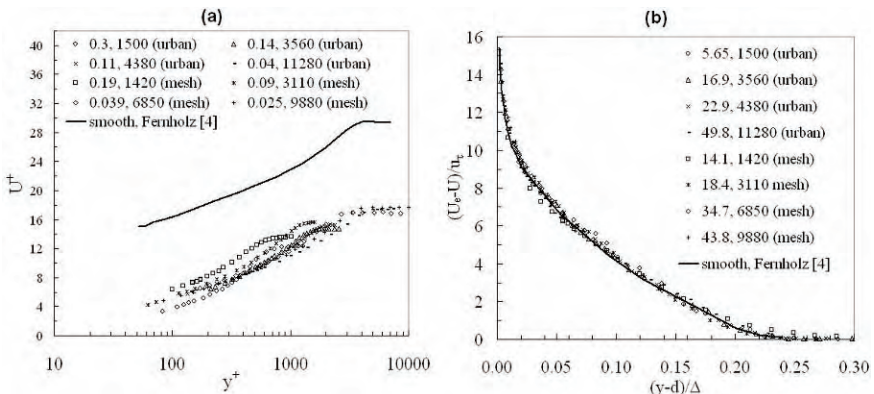 (a)
40
36
32
28
24
20
16
12
8
4
0
U+
0.3, 1500 (urban)
0.14, 3560 (urban)
0.11, 4380 (urban)
0.04, 11280 (urban)
0.19, 1420 (mesh)
0.09, 3110 (mesh)
0.039, 6850 (mesh)
0.025, 9880 (mesh)
smooth, Fernholz [4]
10
100
1000
10000
y+
(b)
16
14
12
10
8
6
4
2
0
(Ue-U)/uτ
5.65, 1500 (urban)
16.9, 3560 (urban)
22.9, 4380 (urban)
49.8, 11280 (urban)
14.1, 1420 (mesh)
18.4, 3110 mesh)
34.7, 6850 (mesh)
43.8, 9880 (mesh)
smooth, Fernholz [4]
0.00
0.05
0.10
0.15
0.20
0.25
0.30
(y-d)/Δ